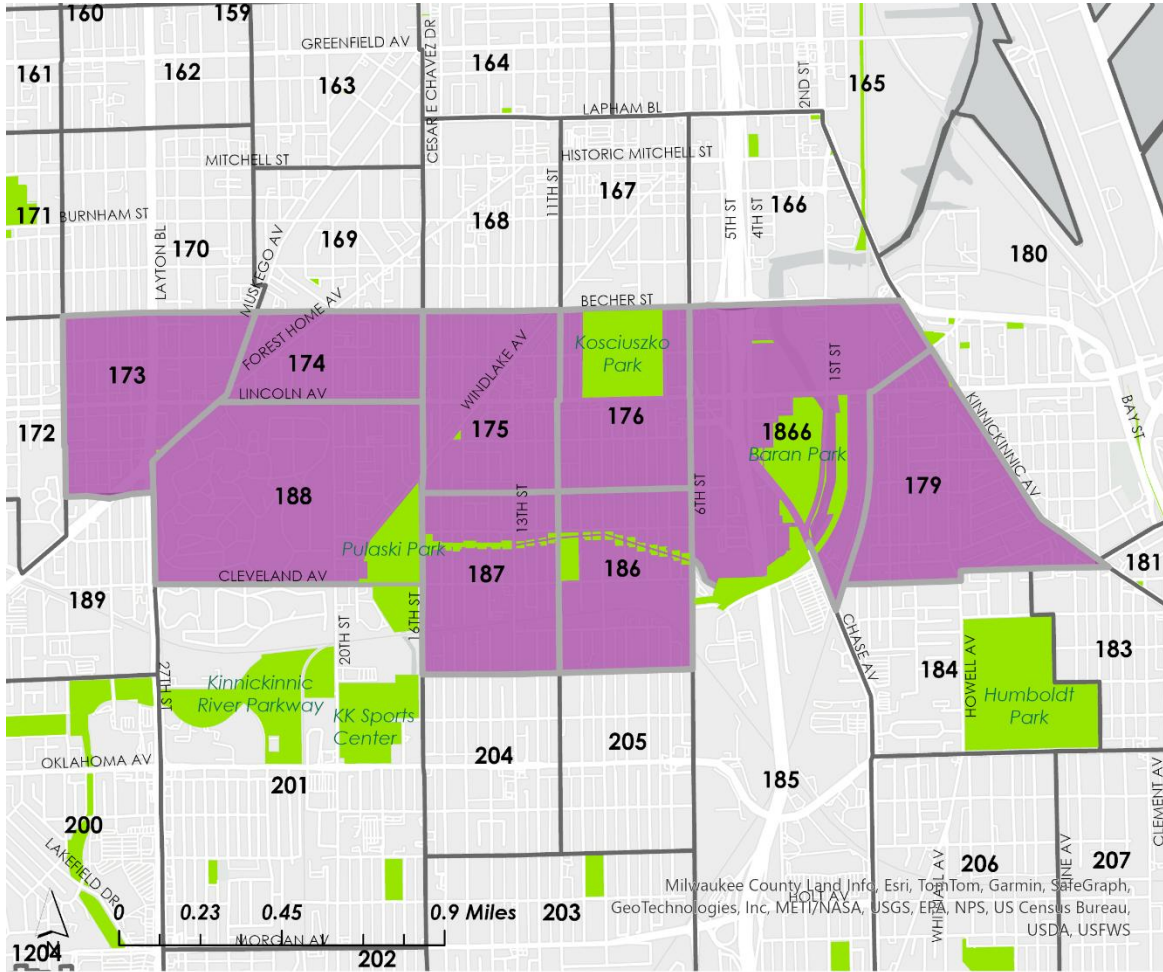 160
159
GREENFIELD AV
CESAR E CHAVEZ DR
164
161
162
163
2ND ST
165
LAPHAM BL
MITCHELL ST
HISTORIC MITCHELL ST
11TH ST
167
171
BURNHAM ST
LAYTON BL
170
MUSKEGO AV
169
168
5TH ST
4TH ST
166
180
FOREST HOME AV
BECHER ST
173
174
WINDLAKE AV
Kosciuszko
Park
1ST ST
LINCOLN AV
172
175
176
1866
Baran Park
KINNICKINNIC AV
BAY ST
188
13TH ST
6TH ST
179
Pulaski Park
CLEVELAND AV
187
186
181
189
16TH ST
20TH ST
27TH ST
CHASE AV
184
HOWELL AV
183
Kinnickinnic
River Parkway
KK Sports
Center
Humboldt
Park
OKLAHOMA AV
201
204
205
185
200
LAKEFIELD DR
206
207
CLEMENT AV
WHITNALL AV
PINE AV
HOLT AV
Milwaukee County Land Info, Esri, TomTom, Garmin, SafeGraph,
GeoTechnologies, Inc, METI/NASA, USGS, EPA, NPS, US Census Bureau,
USDA, USFWS
N
0 0.23 0.45 0.9 Miles
203
1204
MORGAN AV
202